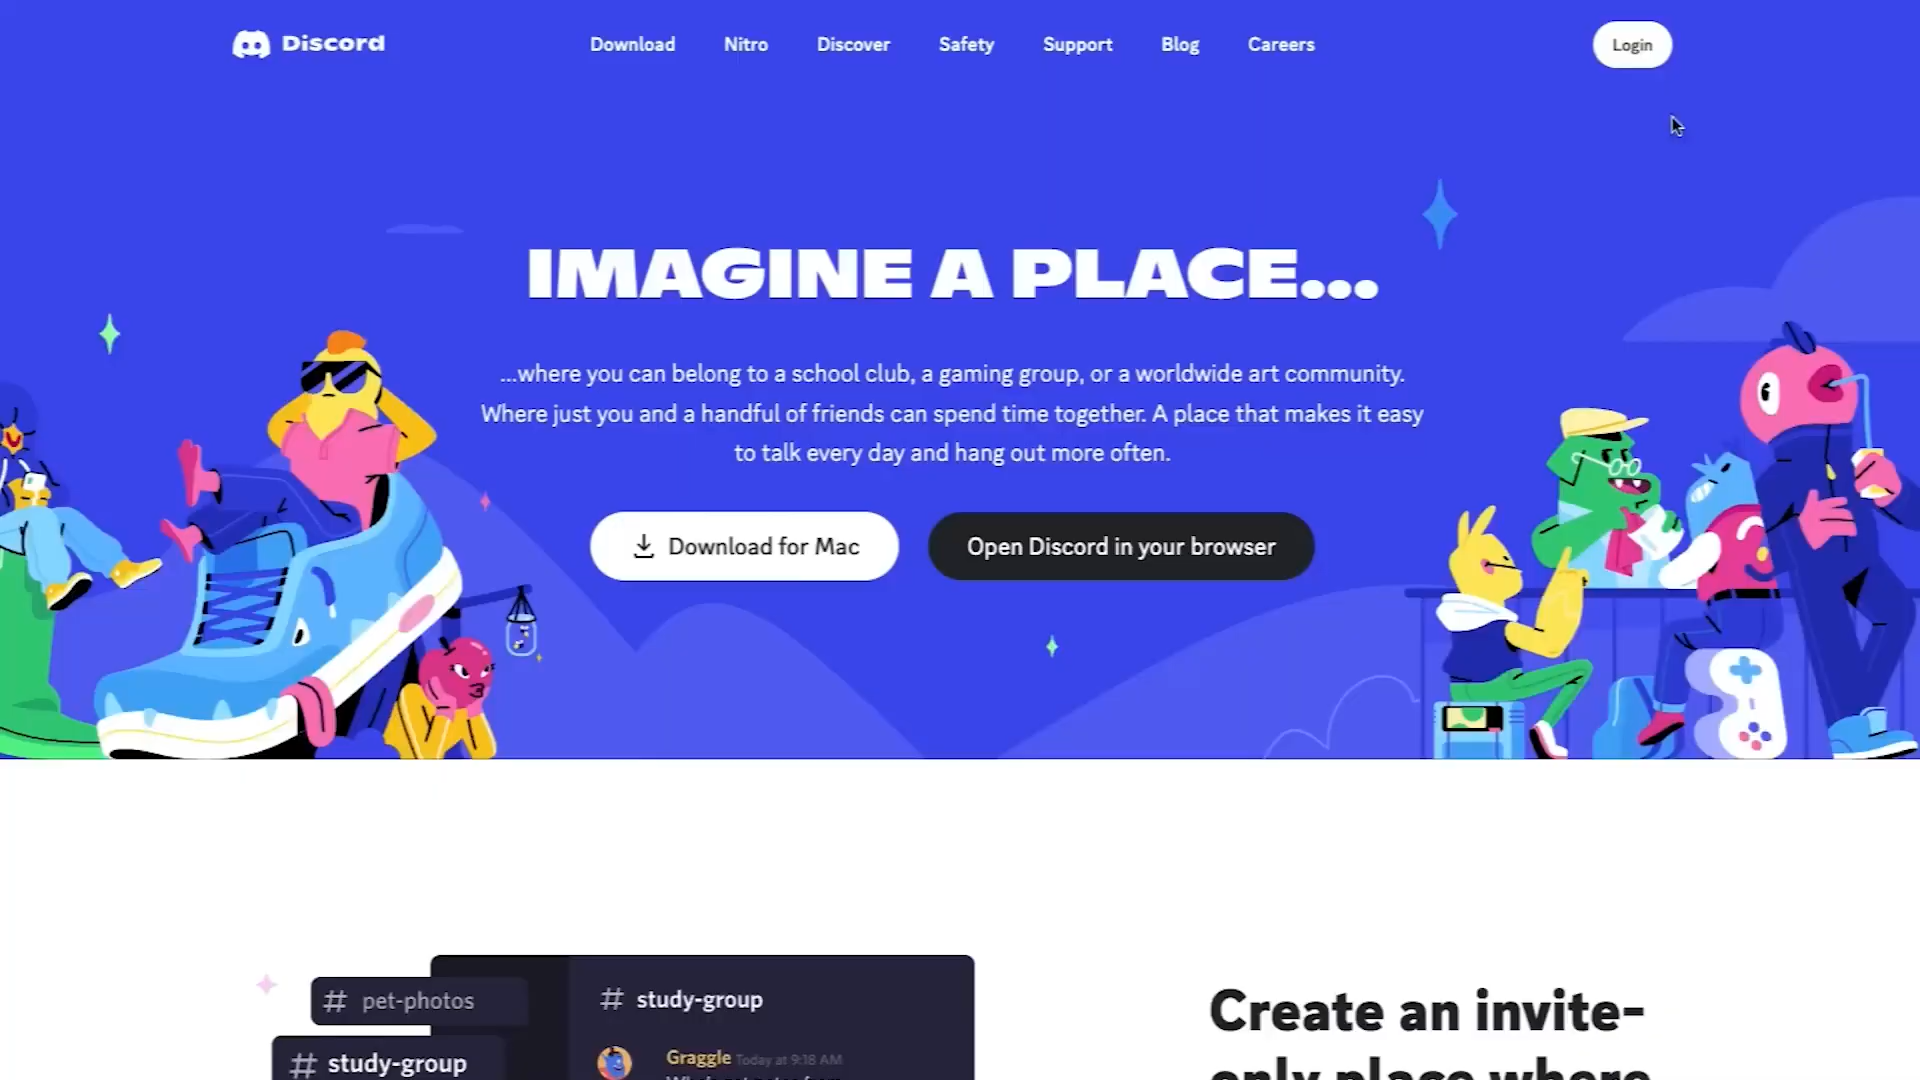 Discord
Download
Nitro
Discover
Safety
Support
Blog
Careers
Login
IMAGINE A PLACE...
...where you can belong to a school club, a gaming group, or a worldwide art community.
Where just you and a handful of friends can spend time together. A place that makes it easy
to talk every day and hang out more often.
Download for Mac
Open Discord in your browser
# pet-photos
# study-group
# study-group
Graggle Today at 9:18 AM
Create an invite-
only place where